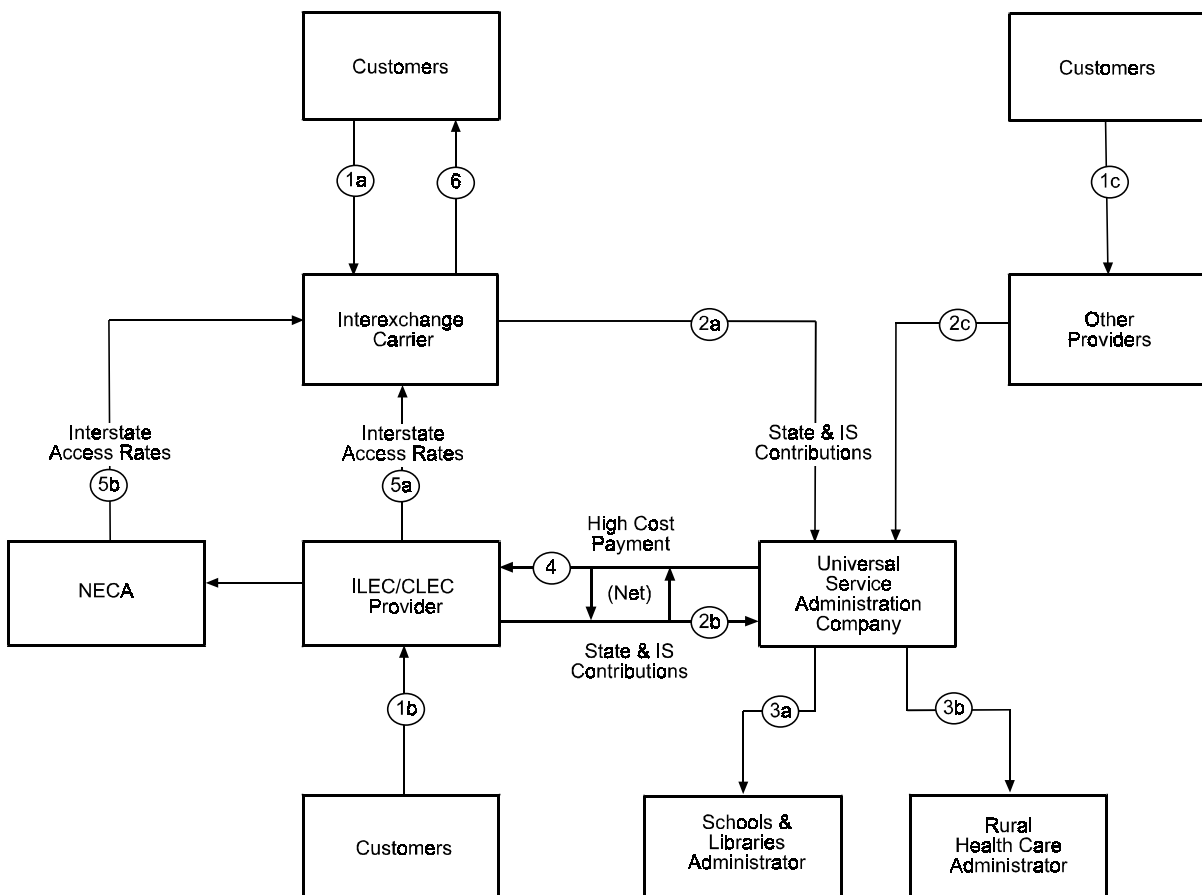 Customers
Customers
1a
6
1c
Interexchange
Carrier
2a
2c
Other
Providers
Interstate
Access Rates
Interstate
Access Rates
State & IS
Contributions
5b
5a
High Cost
Payment
NECA
ILEC/CLEC
Provider
4
(Net)
2b
Universal
Service
Administration
Company
State & IS
Contributions
1b
3a
3b
Customers
Schools &
Libraries
Administrator
Rural
Health Care
Administrator